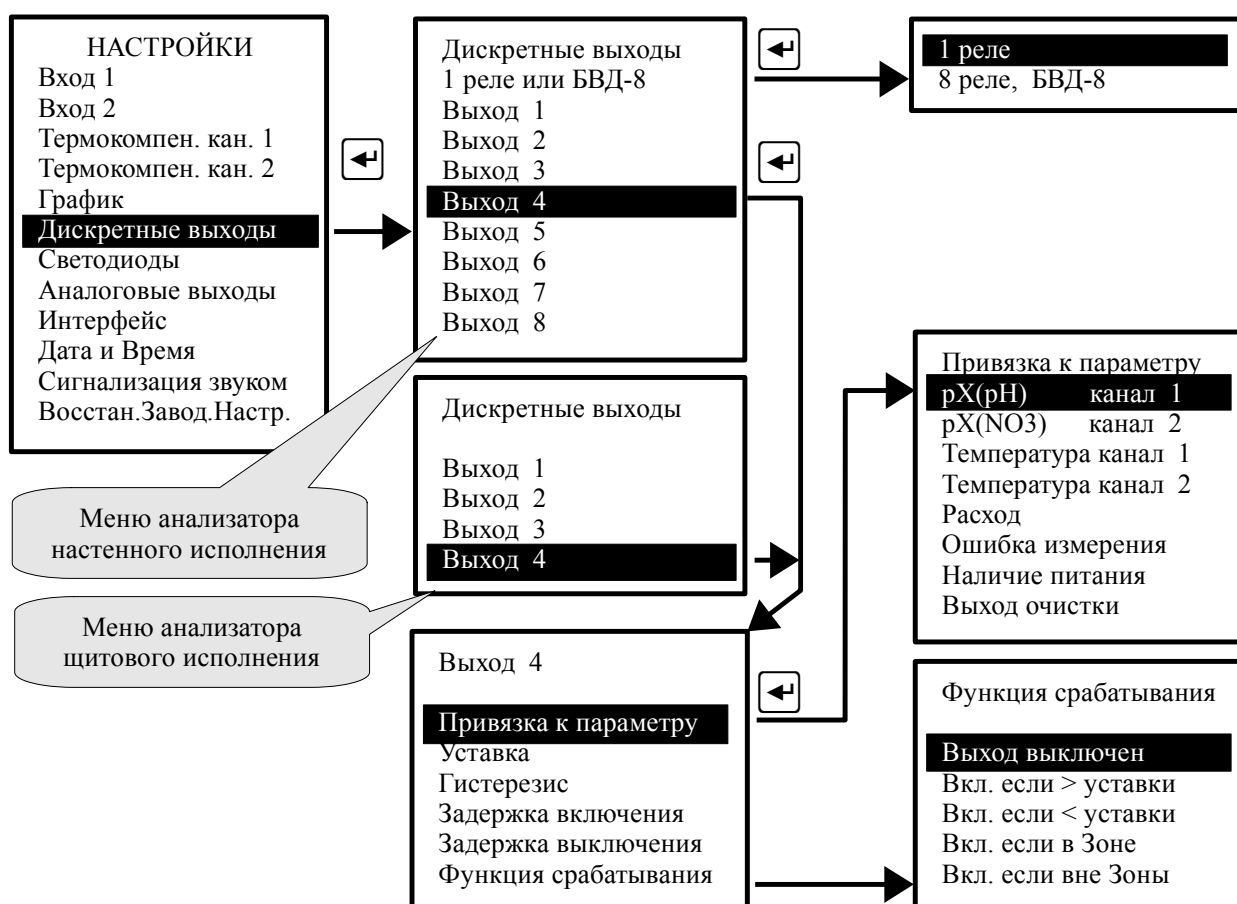 НАСТРОЙКИ
Вход 1
Вход 2
Термокомпен. кан. 1
Термокомпен. кан. 2
График
Дискретные выходы
Светодиоды
Аналоговые выходы
Интерфейс
Дата и Время
Сигнализация звуком
Восстан.Завод.Настр.
Дискретные выходы
1 реле или БВД-8
Выход 1
Выход 2
Выход 3
Выход 4
Выход 5
Выход 6
Выход 7
Выход 8
1 реле
8 реле, БВД-8
Дискретные выходы
Выход 1
Выход 2
Выход 3
Выход 4
Меню анализатора
настенного исполнения
Меню анализатора
щитового исполнения
Выход 4
Привязка к параметру
Уставка
Гистерезис
Задержка включения
Задержка выключения
Функция срабатывания
Привязка к параметру
pX(pH) канал 1
pX(NO3) канал 2
Температура канал 1
Температура канал 2
Расход
Ошибка измерения
Наличие питания
Выход очистки
Функция срабатывания
Выход выключен
Вкл. если > уставки
Вкл. если < уставки
Вкл. если в Зоне
Вкл. если вне Зоны